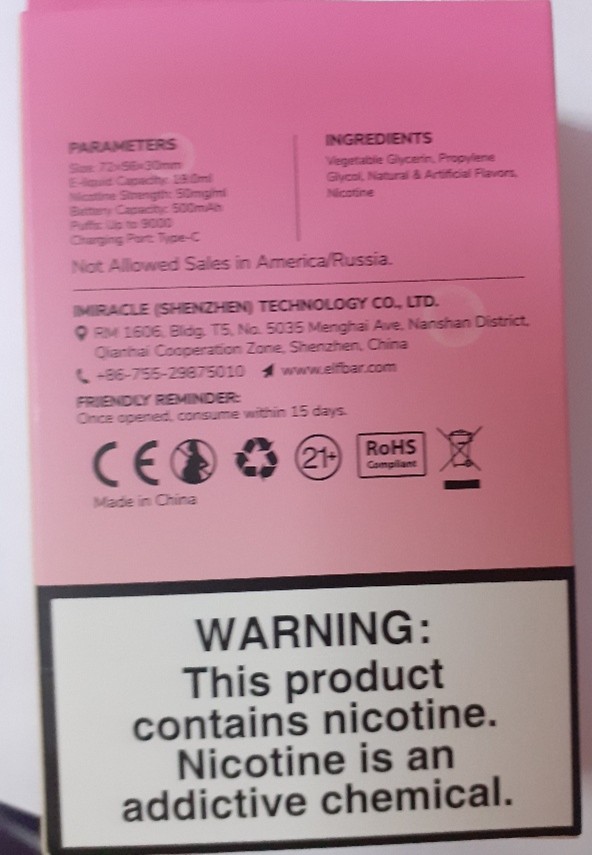 PARAMETERS
Size: 72×56×30mm
E-liquid Capacity: 18.0ml
Nicotine Strength: 50mg/ml
Battery Capacity: 500mAh
Puffs: Up to 9000
Charging Port: Type-C
INGREDIENTS
Vegetable Glycerin, Propylene
Glycol, Natural & Artificial Flavors,
Nicotine
Not Allowed Sales in America/Russia.
IMIRACLE (SHENZHEN) TECHNOLOGY CO., LTD.
RM 1606, Bldg. T5, No. 5035 Menghai Ave, Nanshan District,
Qianhai Cooperation Zone, Shenzhen, China
+86-755-29875010 www.elfbar.com
FRIENDLY REMINDER:
Once opened, consume within 15 days.
CE 21+ RoHS
Compliant
Made in China
WARNING:
This product
contains nicotine.
Nicotine is an
addictive chemical.